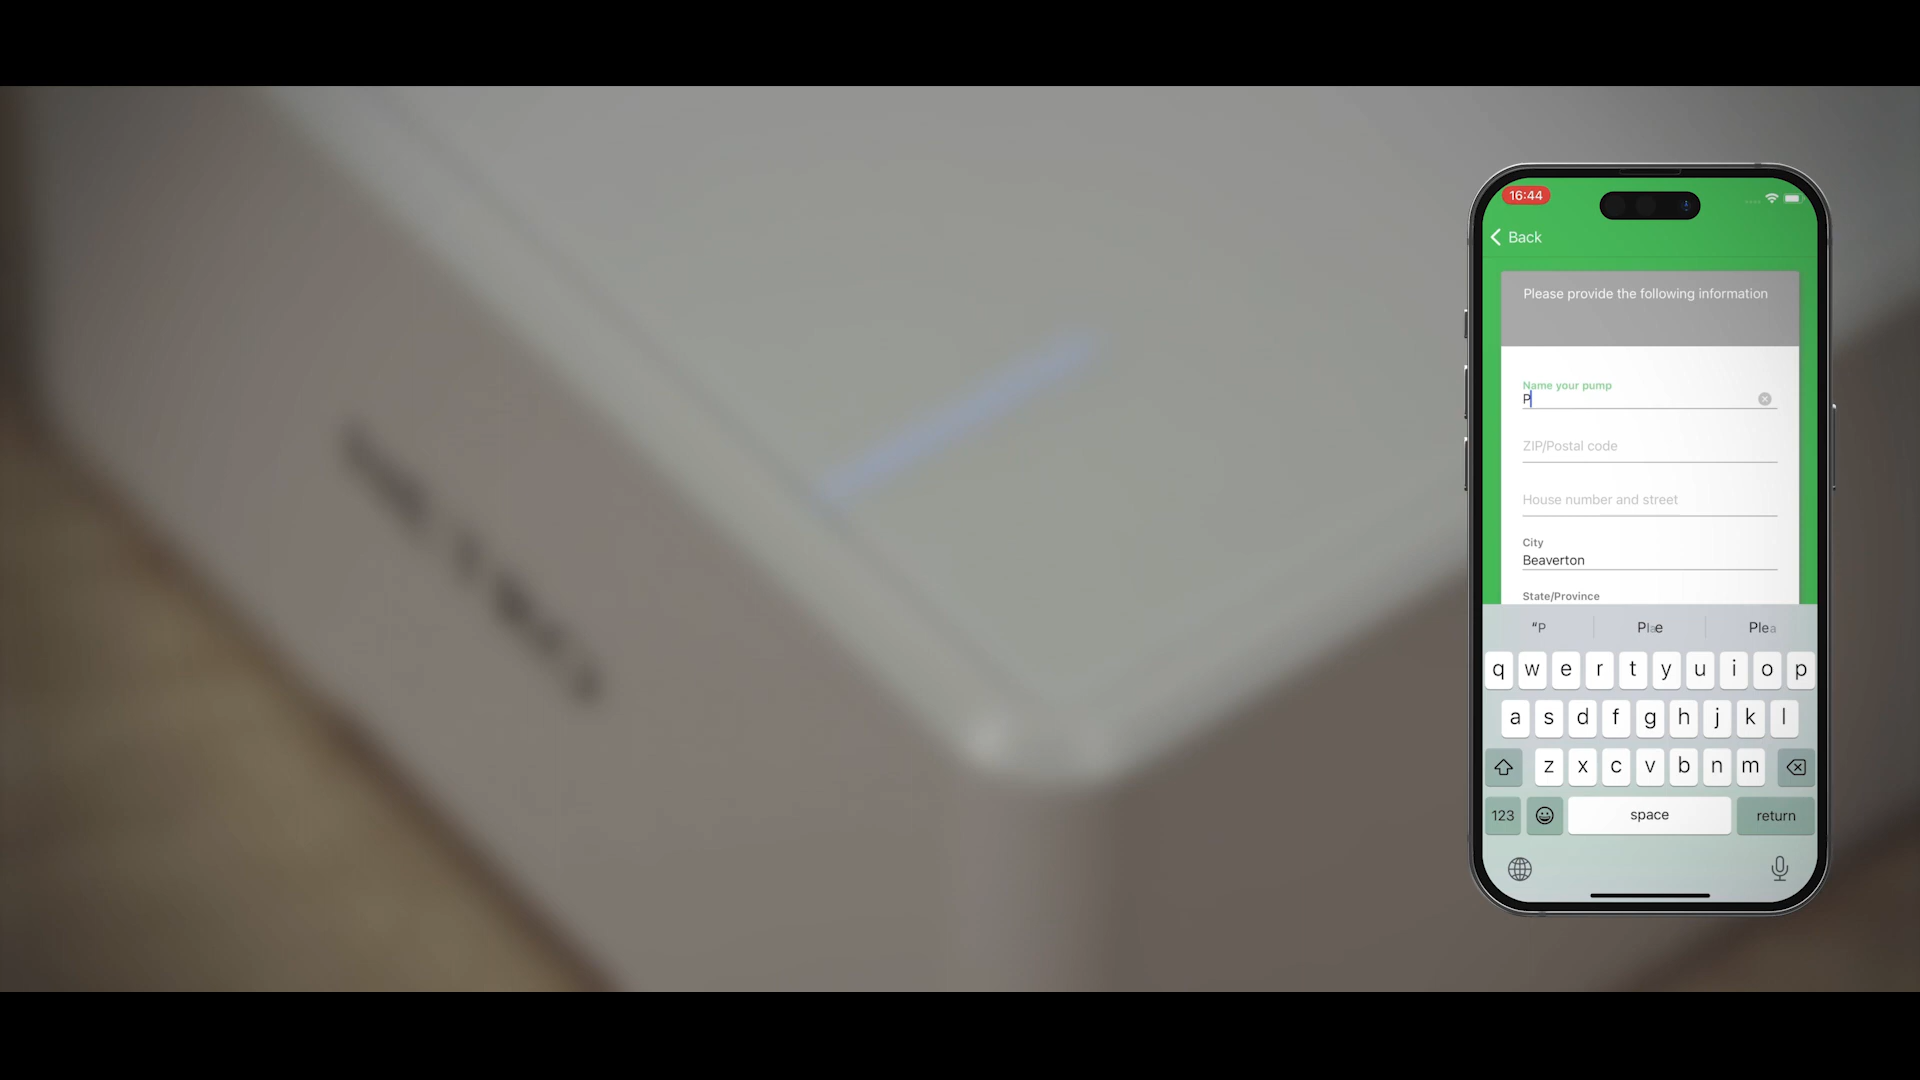 16:44
Back
Please provide the following information
Name your pump
P
ZIP/Postal code
House number and street
City
Beaverton
State/Province
“P
Plea
q w e r t y u i o p
a s d f g h j k l
z x c v b n m
123
space
return